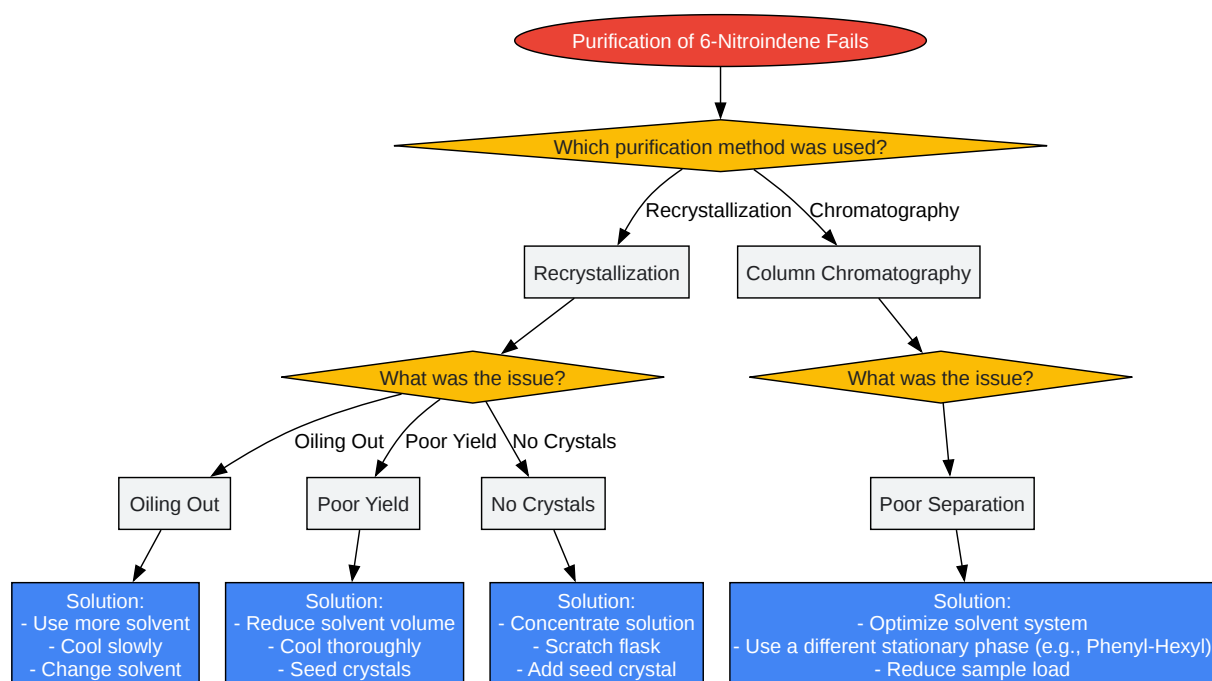 Purification of 6-Nitroindene Fails
Which purification method was used?
Recrystallization
Chromatography
Recrystallization
Column Chromatography
What was the issue?
What was the issue?
Oiling Out
Poor Yield
No Crystals
Oiling Out
Poor Yield
No Crystals
Poor Separation
Solution:
- Use more solvent
- Cool slowly
- Change solvent
Solution:
- Reduce solvent volume
- Cool thoroughly
- Seed crystals
Solution:
- Concentrate solution
- Scratch flask
- Add seed crystal
Solution:
- Optimize solvent system
- Use a different stationary phase (e.g., Phenyl-Hexyl)
- Reduce sample load